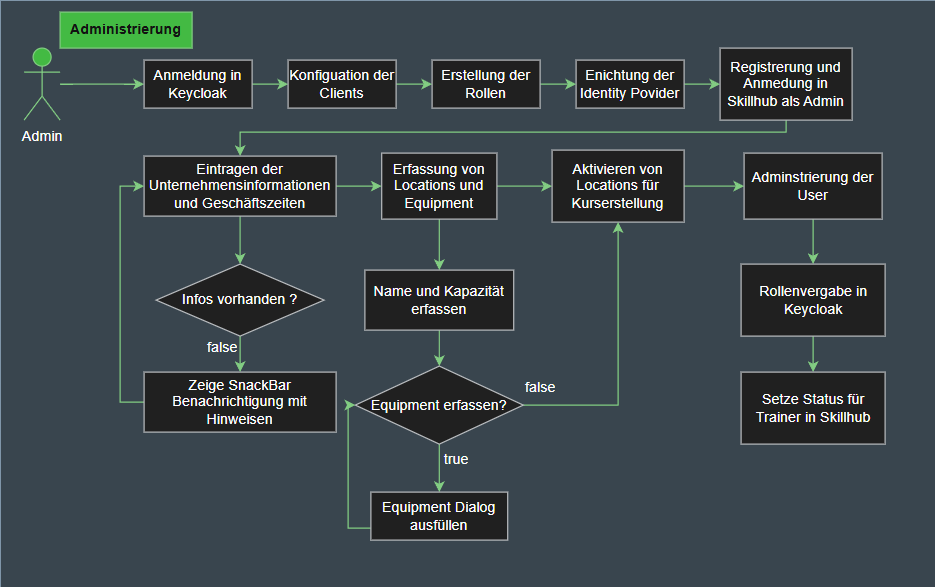 Administrierung
Admin
Anmeldung in
Keycloak
Konfiguation der
Clients
Erstellung der
Rollen
Enichtung der
Identity Povider
Registrerung und
Anmedung in
Skillhub als Admin
Eintragen der
Unternehmensinformationen
und Geschäftszeiten
Erfassung von
Locations und
Equipment
Aktivieren von
Locations für
Kurserstellung
Adminstrierung der
User
Infos vorhanden ?
false
Zeige SnackBar
Benachrichtigung mit
Hinweisen
Name und Kapazität
erfassen
Equipment erfassen?
false
true
Equipment Dialog
ausfüllen
Rollenvergabe in
Keycloak
Setze Status für
Trainer in Skillhub